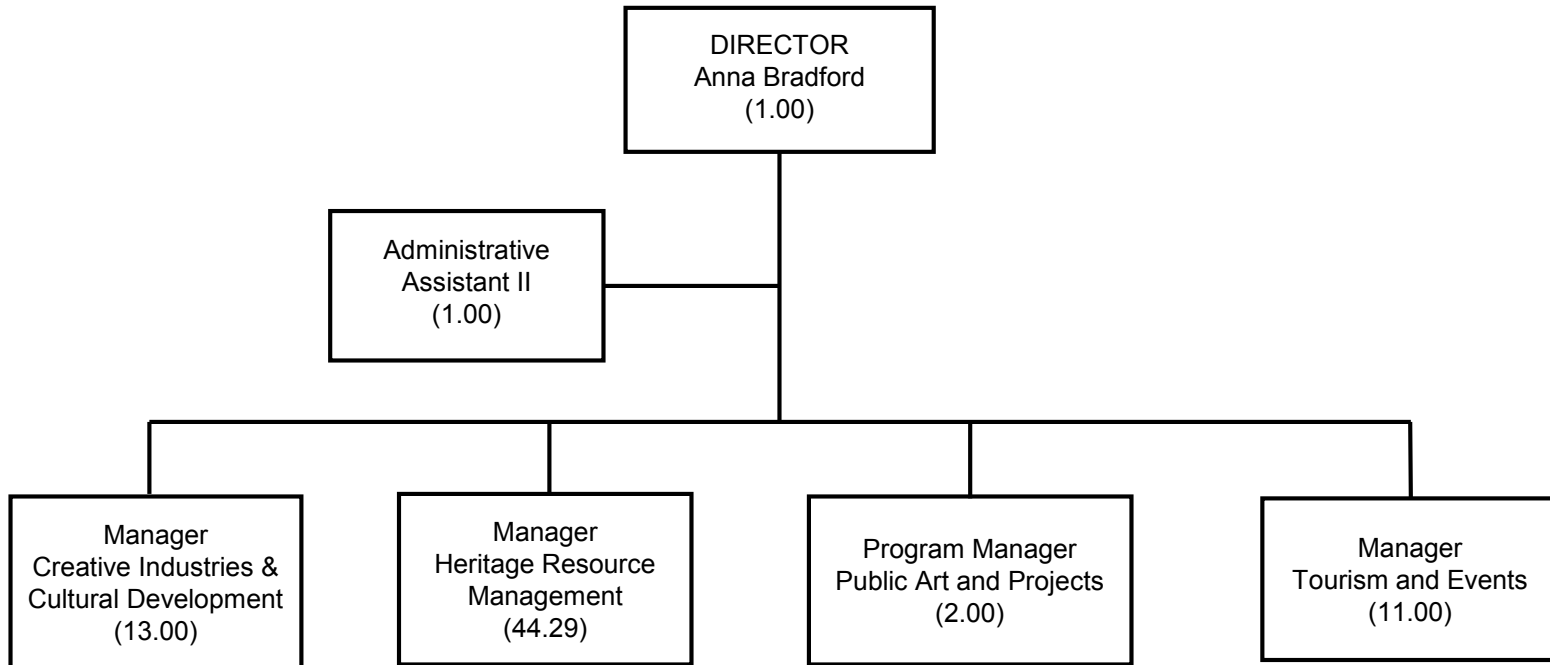 DIRECTOR
Anna Bradford
(1.00)
Administrative
Assistant II
(1.00)
Manager
Creative Industries &
Cultural Development
(13.00)
Manager
Heritage Resource
Management
(44.29)
Program Manager
Public Art and Projects
(2.00)
Manager
Tourism and Events
(11.00)